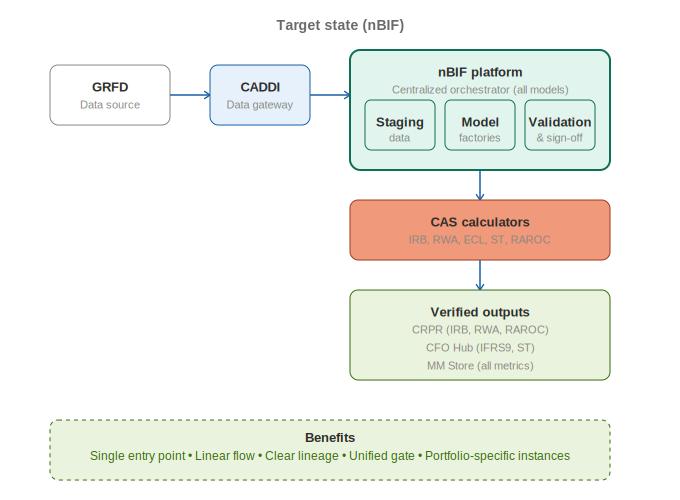 Target state (nBIF)
GRFD
Data source
CADDI
Data gateway
nBIF platform
Centralized orchestrator (all models)
Staging
data
Model
factories
Validation
& sign-off
CAS calculators
IRB, RWA, ECL, ST, RAROC
Verified outputs
CRPR (IRB, RWA, RAROC)
CFO Hub (IFRS9, ST)
MM Store (all metrics)
Benefits
Single entry point • Linear flow • Clear lineage • Unified gate • Portfolio-specific instances